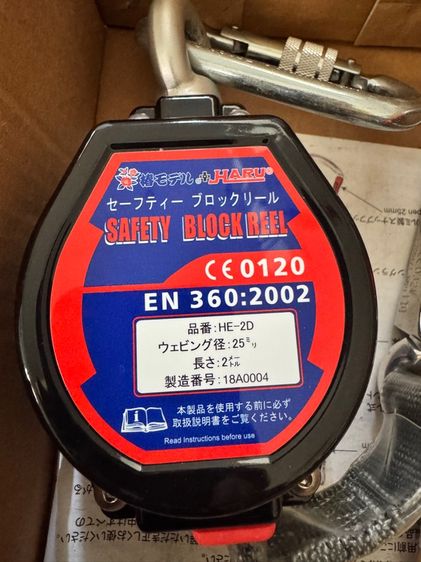 椿モデル HARU®
セーフティー ブロックリール
SAFETY BLOCK REEL
CE 0120
EN 360:2002
品番: HE-2D
ウェビング径: 25㍉
長さ: 2㍍
製造番号: 18A0004
本製品を使用する前に必ず
取扱説明書をご覧ください。
Read Instructions before use